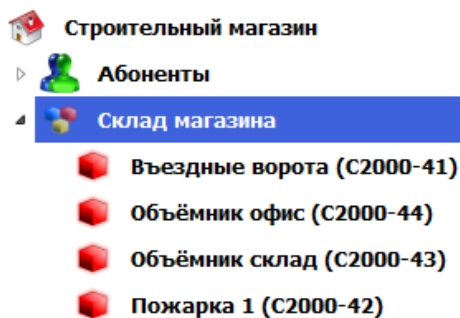 Строительный магазин
Абоненты
Склад магазина
Въездные ворота (С2000-41)
Объёмник офис (С2000-44)
Объёмник склад (С2000-43)
Пожарка 1 (С2000-42)